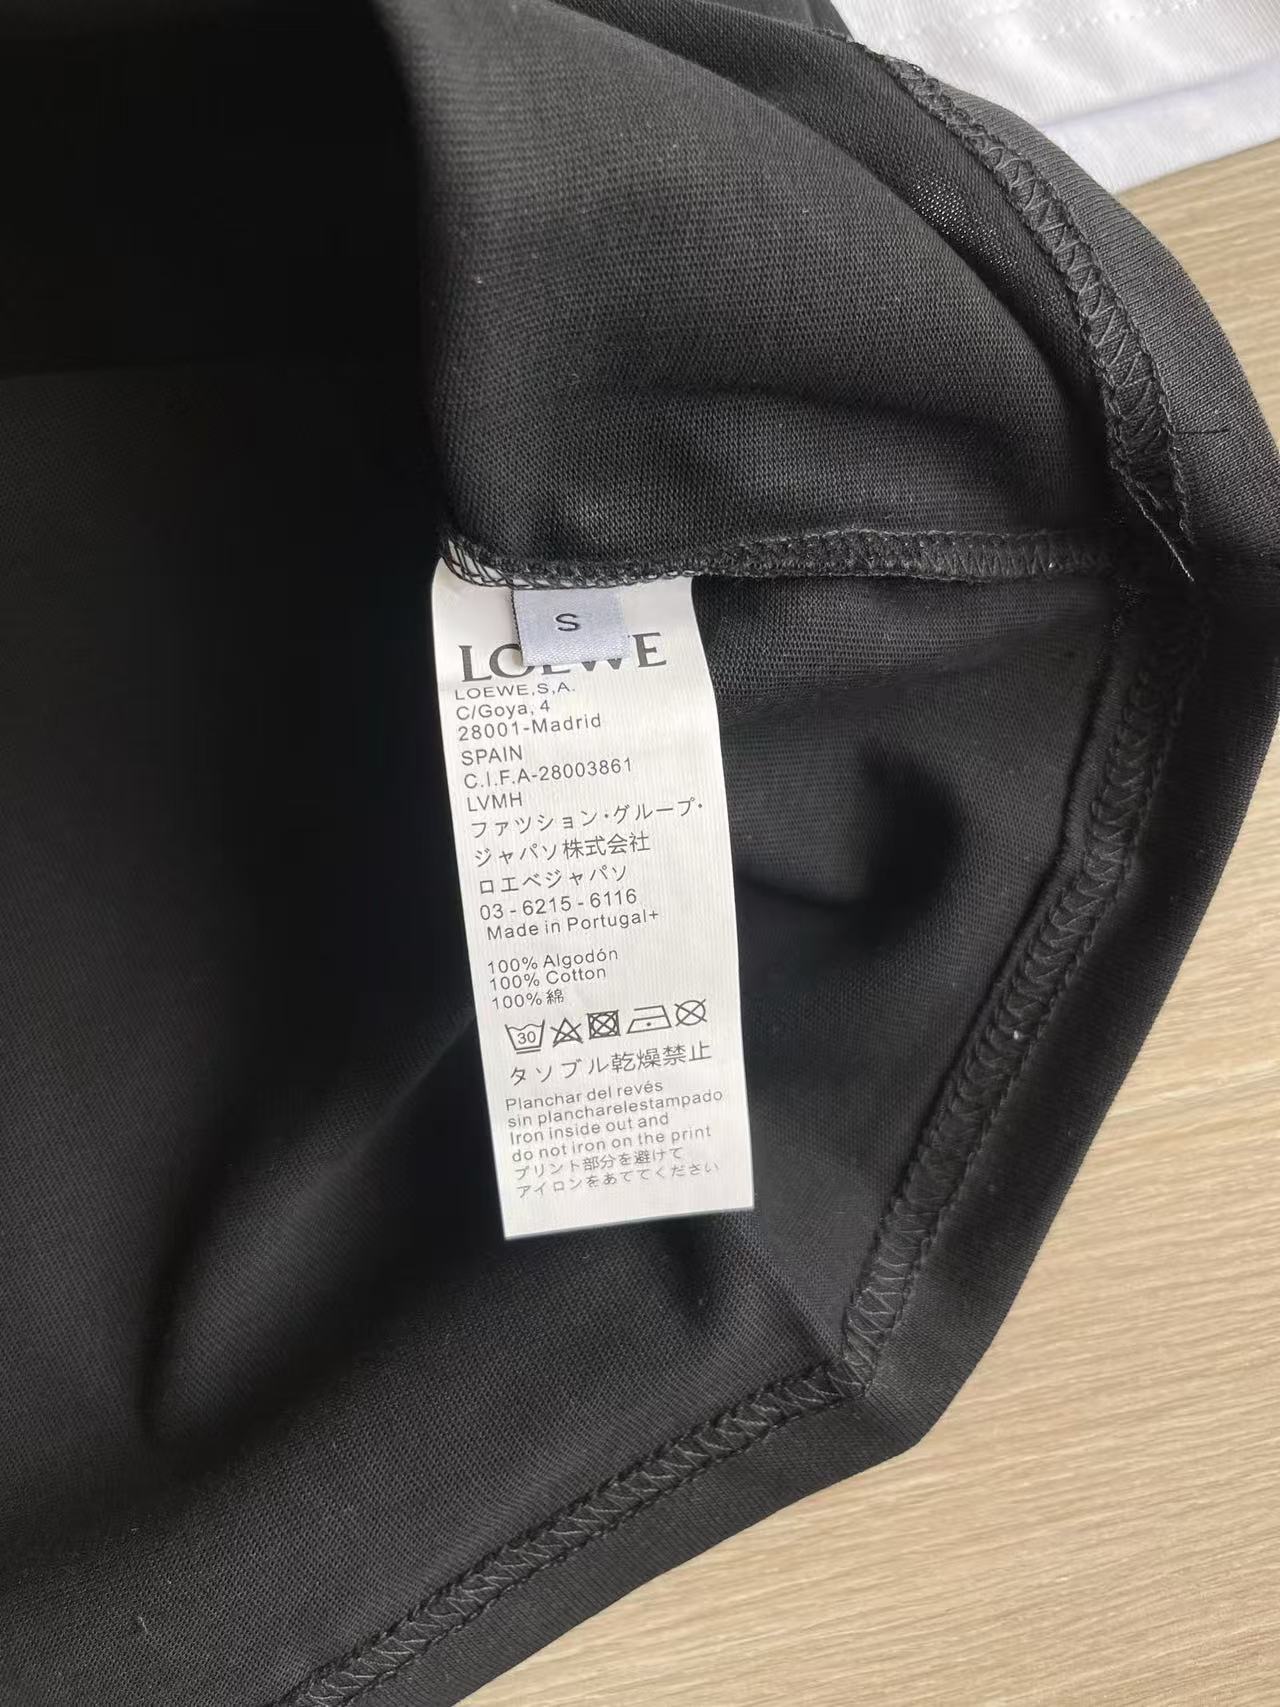 S
LOEWE
LOEWE,S,A.
C/Goya, 4
28001-Madrid
SPAIN
C.I.F.A-28003861
LVMH
ファツション・グループ・
ジャパソ株式会社
ロエベジャパソ
03-6215-6116
Made in Portugal+
100% Algodón
100% Cotton
100% 綿
30
タソブル乾燥禁止
Planchar del revés
sin plancharelestampado
Iron inside out and
do not iron on the print
プリント部分を避けて
アイロンをあててください